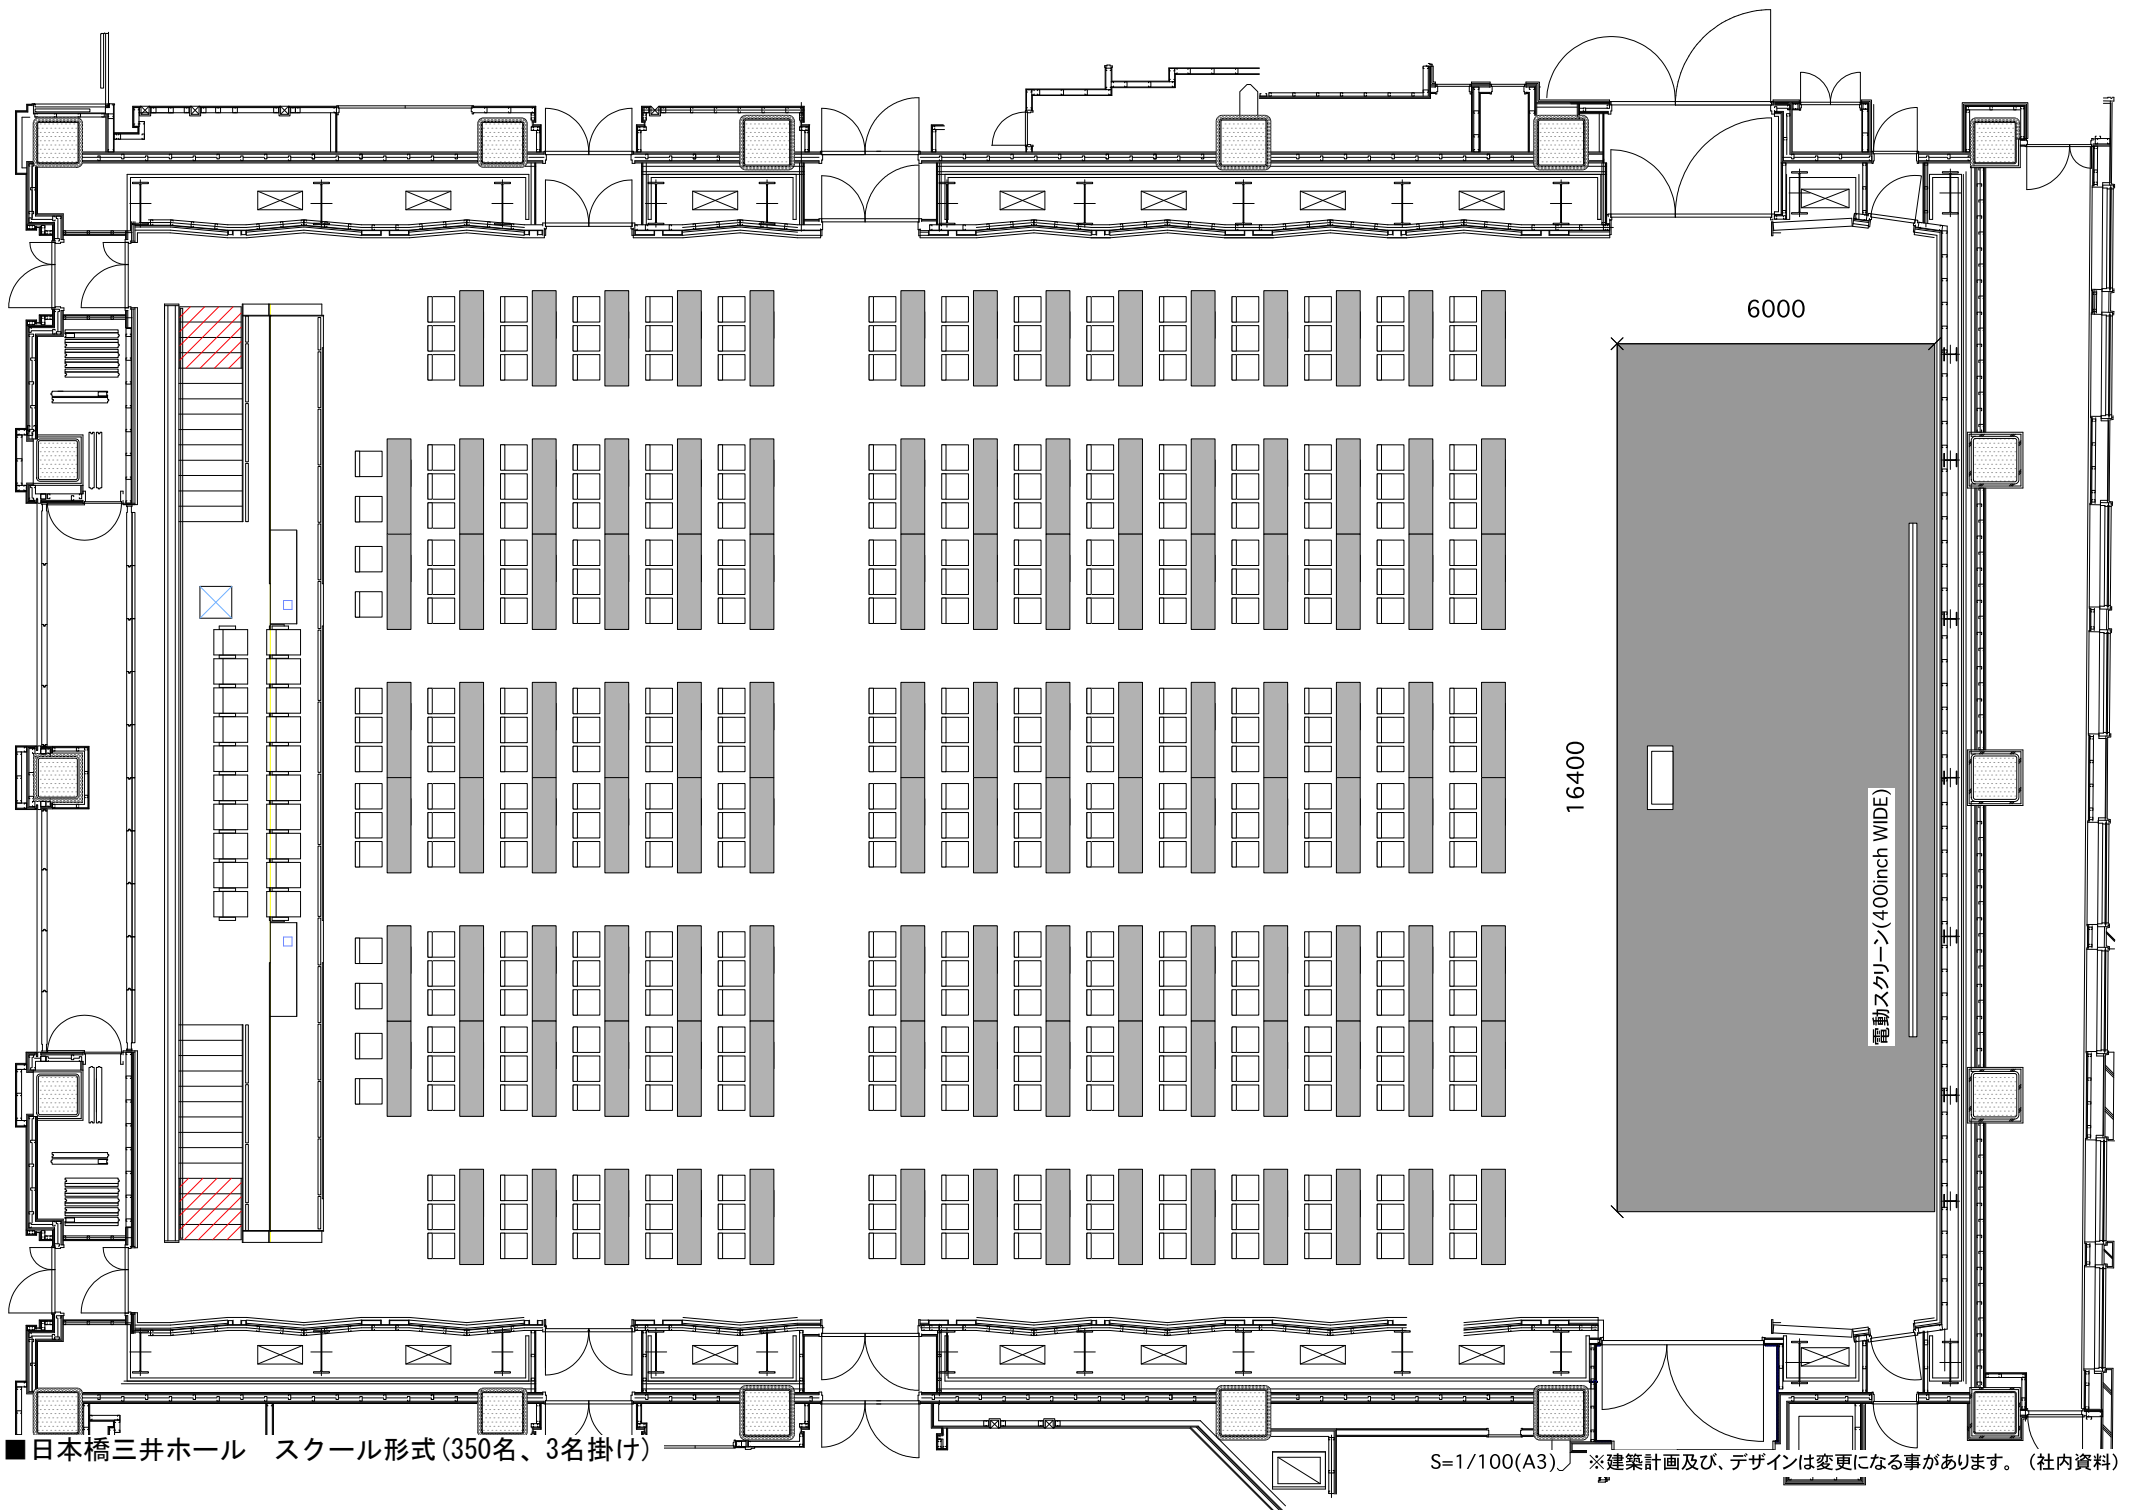 6000
16400
電動スクリーン(400inch WIDE)
■日本橋三井ホール　スクール形式(350名、3名掛け)
S=1/100(A3)
※建築計画及び、デザインは変更になる事があります。（社内資料）